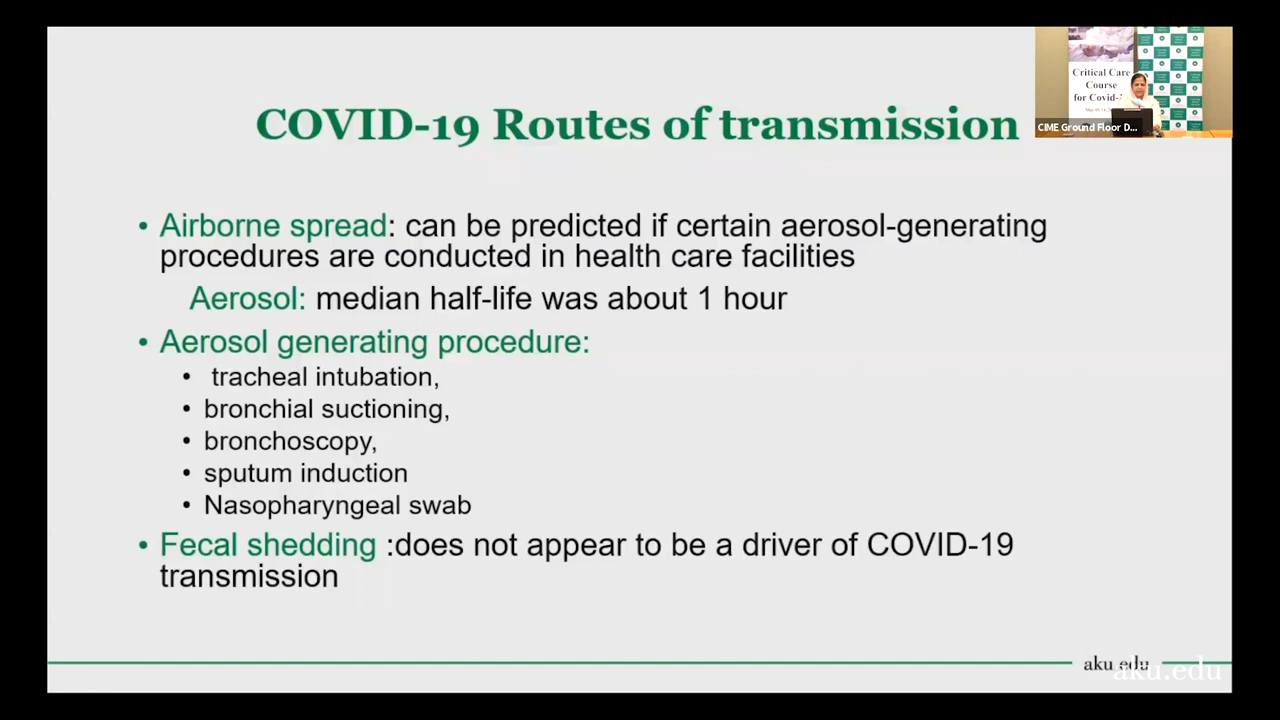 Critical Care
Course
for Covid-
CIME Ground Floor D...
COVID-19 Routes of transmission
• Airborne spread: can be predicted if certain aerosol-generating
procedures are conducted in health care facilities
Aerosol: median half-life was about 1 hour
• Aerosol generating procedure:
• tracheal intubation,
• bronchial suctioning,
• bronchoscopy,
• sputum induction
• Nasopharyngeal swab
• Fecal shedding :does not appear to be a driver of COVID-19
transmission
aku.edu
aku.edu